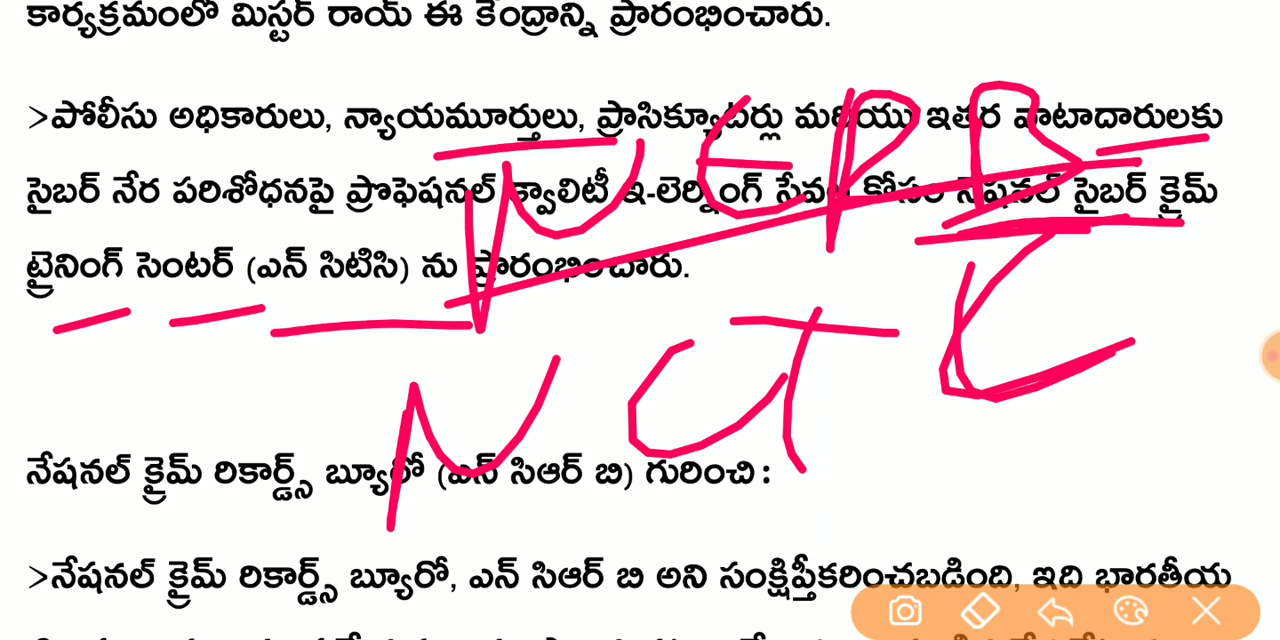 కార్యక్రమంలో మిస్టర్ రాయ్ ఈ కేంద్రాన్ని ప్రారంభించారు.
>పోలీసు అధికారులు, న్యాయమూర్తులు, ప్రాసిక్యూటర్లు మరియు ఇతర వాటాదారులకు
సైబర్ నేర పరిశోధనపై ప్రొఫెషనల్ క్వాలిటీ ఇ-లెర్నింగ్ సేవల కోసం నేషనల్ సైబర్ క్రైమ్
ట్రైనింగ్ సెంటర్ (ఎన్ సిటిసి) ను ప్రారంభించారు.
N C T C
నేషనల్ క్రైమ్ రికార్డ్స్ బ్యూరో (ఎన్ సిఆర్ బి) గురించి:
>నేషనల్ క్రైమ్ రికార్డ్స్ బ్యూరో, ఎన్ సిఆర్ బి అని సంక్షిప్తీకరించబడింది, ఇది భారతీయ